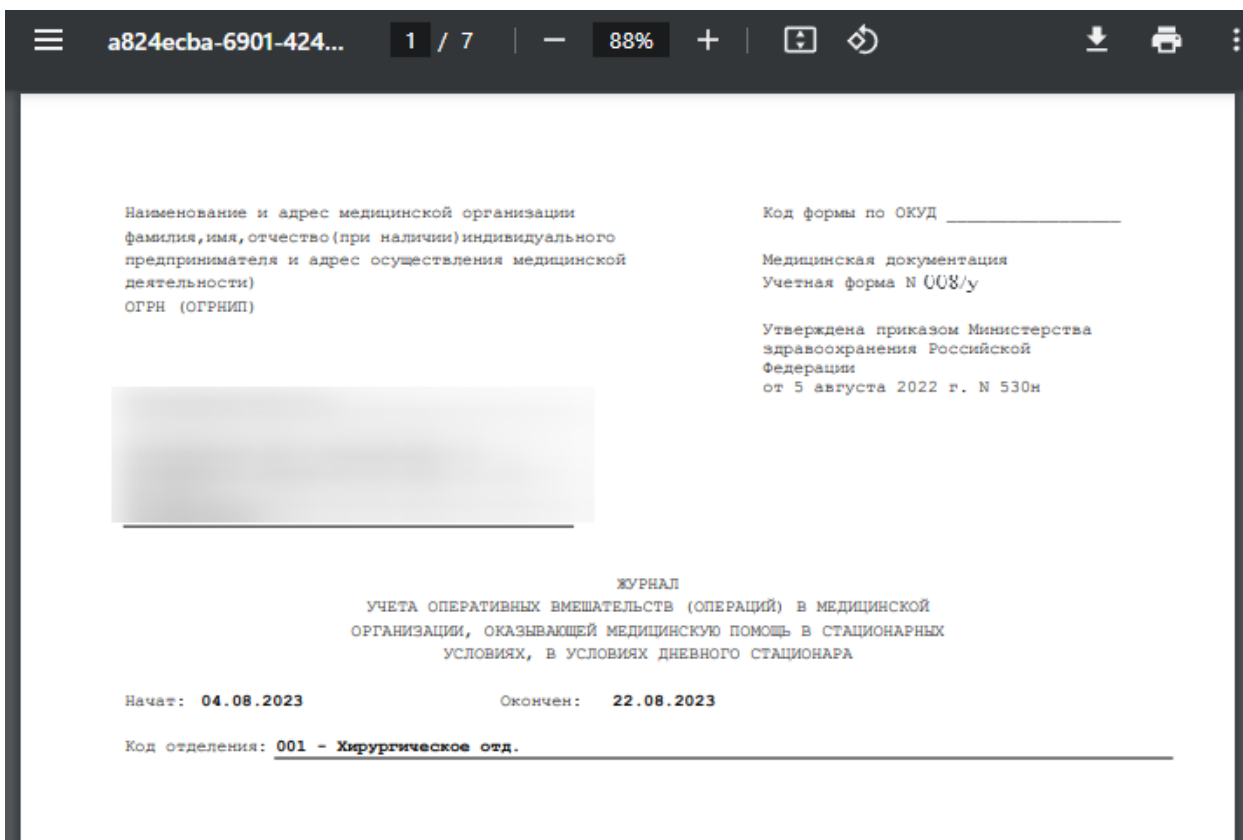 a824ecba-6901-424... 1 / 7 88%
Наименование и адрес медицинской организации
фамилия,имя,отчество(при наличии)индивидуального
предпринимателя и адрес осуществления медицинской
деятельности)
ОГРН (ОГРНИП)
Код формы по ОКУД
Медицинская документация
Учетная форма N 008/у
Утверждена приказом Министерства
здравоохранения Российской
Федерации
от 5 августа 2022 г. N 530н
ЖУРНАЛ
УЧЕТА ОПЕРАТИВНЫХ ВМЕШАТЕЛЬСТВ (ОПЕРАЦИЙ) В МЕДИЦИНСКОЙ
ОРГАНИЗАЦИИ, ОКАЗЫВАЮЩЕЙ МЕДИЦИНСКУЮ ПОМОЩЬ В СТАЦИОНАРНЫХ
УСЛОВИЯХ, В УСЛОВИЯХ ДНЕВНОГО СТАЦИОНАРА
Начат: 04.08.2023 Окончен: 22.08.2023
Код отделения: 001 - Хирургическое отд.